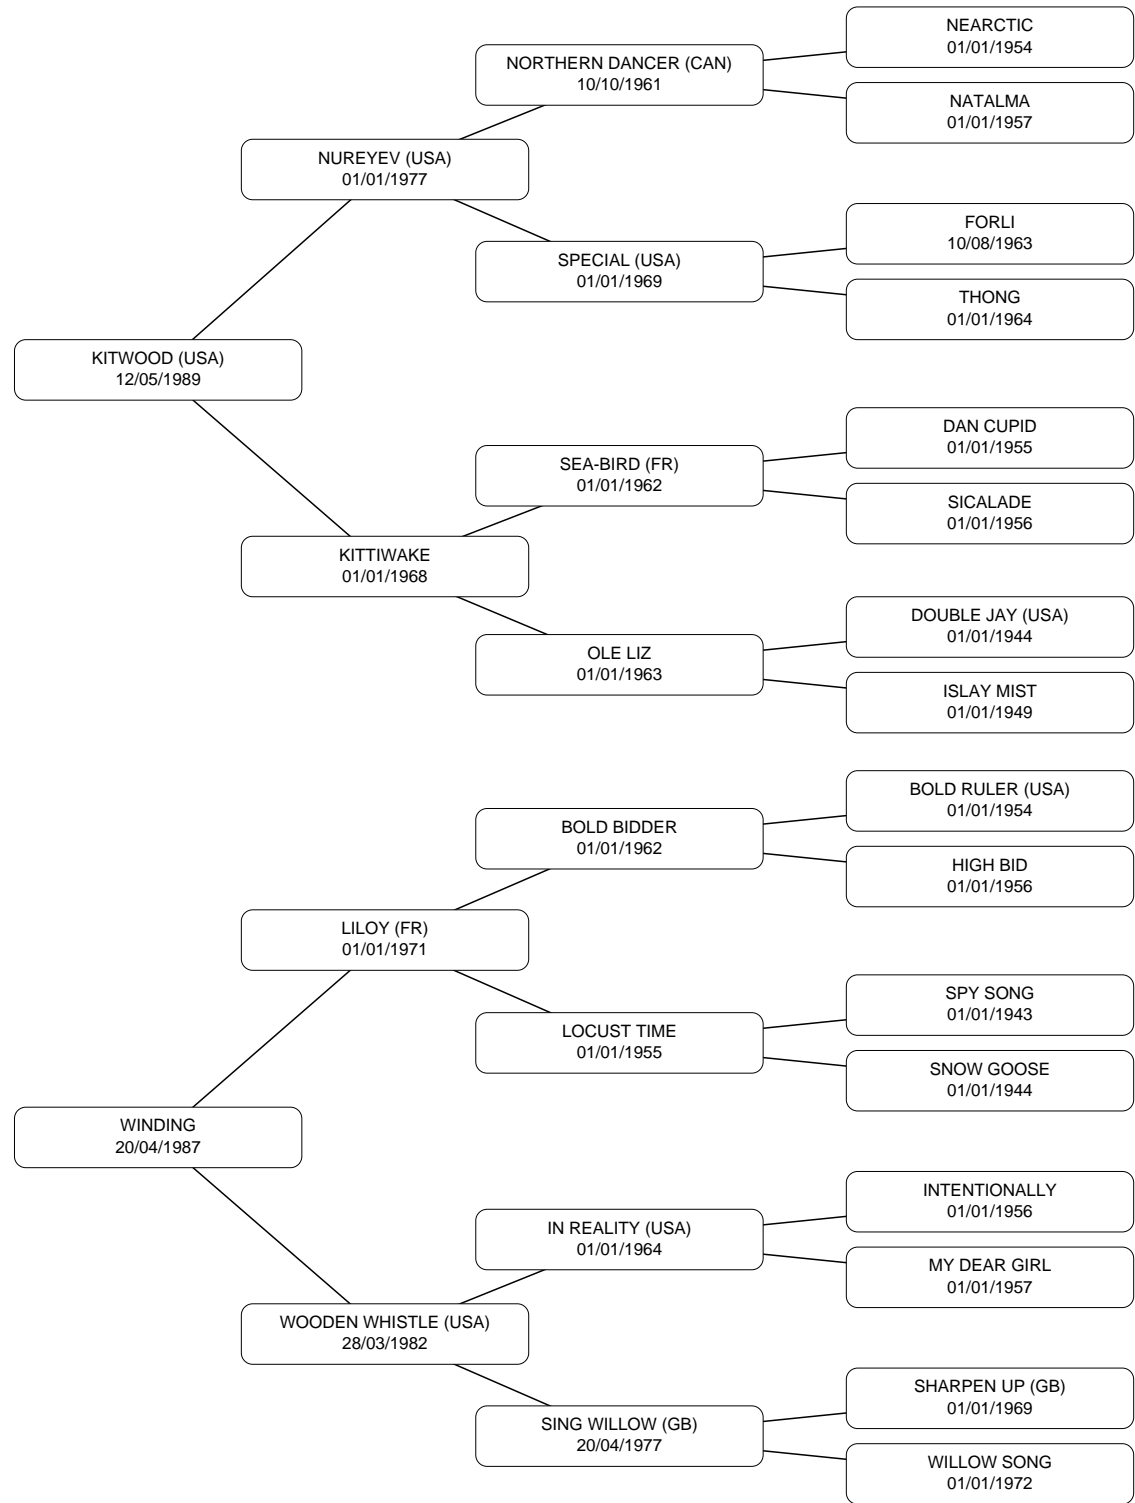 NEARCTIC
01/01/1954
NORTHERN DANCER (CAN)
10/10/1961
NATALMA
01/01/1957
NUREYEV (USA)
01/01/1977
FORLI
10/08/1963
SPECIAL (USA)
01/01/1969
THONG
01/01/1964
KITWOOD (USA)
12/05/1989
DAN CUPID
01/01/1955
SEA-BIRD (FR)
01/01/1962
SICALADE
01/01/1956
KITTIWAKE
01/01/1968
DOUBLE JAY (USA)
01/01/1944
OLE LIZ
01/01/1963
ISLAY MIST
01/01/1949
BOLD RULER (USA)
01/01/1954
BOLD BIDDER
01/01/1962
HIGH BID
01/01/1956
LILOY (FR)
01/01/1971
SPY SONG
01/01/1943
LOCUST TIME
01/01/1955
SNOW GOOSE
01/01/1944
WINDING
20/04/1987
INTENTIONALLY
01/01/1956
IN REALITY (USA)
01/01/1964
MY DEAR GIRL
01/01/1957
WOODEN WHISTLE (USA)
28/03/1982
SHARPEN UP (GB)
01/01/1969
SING WILLOW (GB)
20/04/1977
WILLOW SONG
01/01/1972